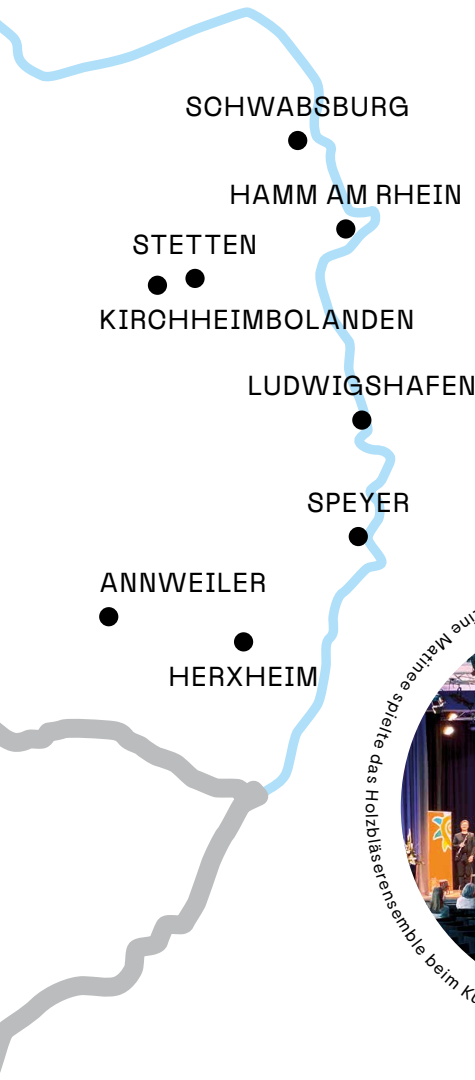 SCHWABSBURG
HAMM AM RHEIN
STETTEN
KIRCHHEIMBOLANDEN
LUDWIGSHAFEN
SPEYER
ANNWEILER
HERXHEIM
Matinee spielte das Holzbläserensemble beim